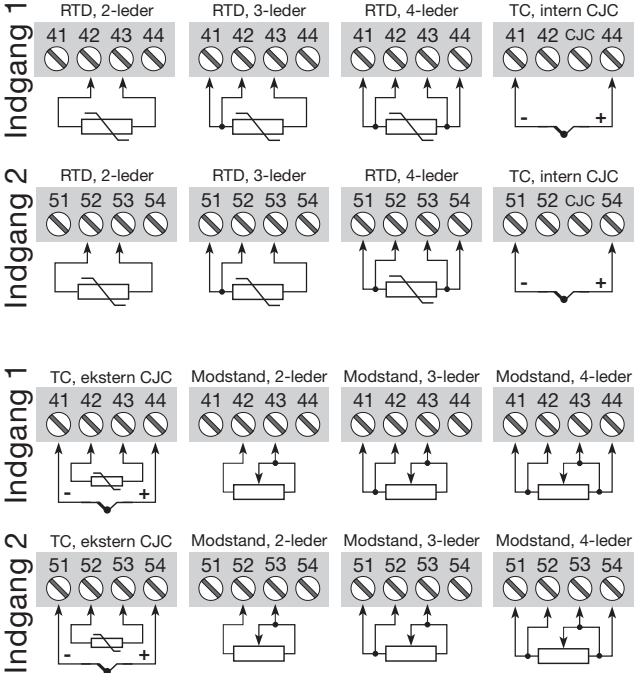 Indgang 1
RTD, 2-leder
RTD, 3-leder
RTD, 4-leder
TC, intern CJC
41 42 43 44
41 42 43 44
41 42 43 44
41 42 CJC 44
- +
Indgang 2
RTD, 2-leder
RTD, 3-leder
RTD, 4-leder
TC, intern CJC
51 52 53 54
51 52 53 54
51 52 53 54
51 52 CJC 54
- +
Indgang 1
TC, ekstern CJC
Modstand, 2-leder
Modstand, 3-leder
Modstand, 4-leder
41 42 43 44
41 42 43 44
41 42 43 44
41 42 43 44
- +
Indgang 2
TC, ekstern CJC
Modstand, 2-leder
Modstand, 3-leder
Modstand, 4-leder
51 52 53 54
51 52 53 54
51 52 53 54
51 52 53 54
- +